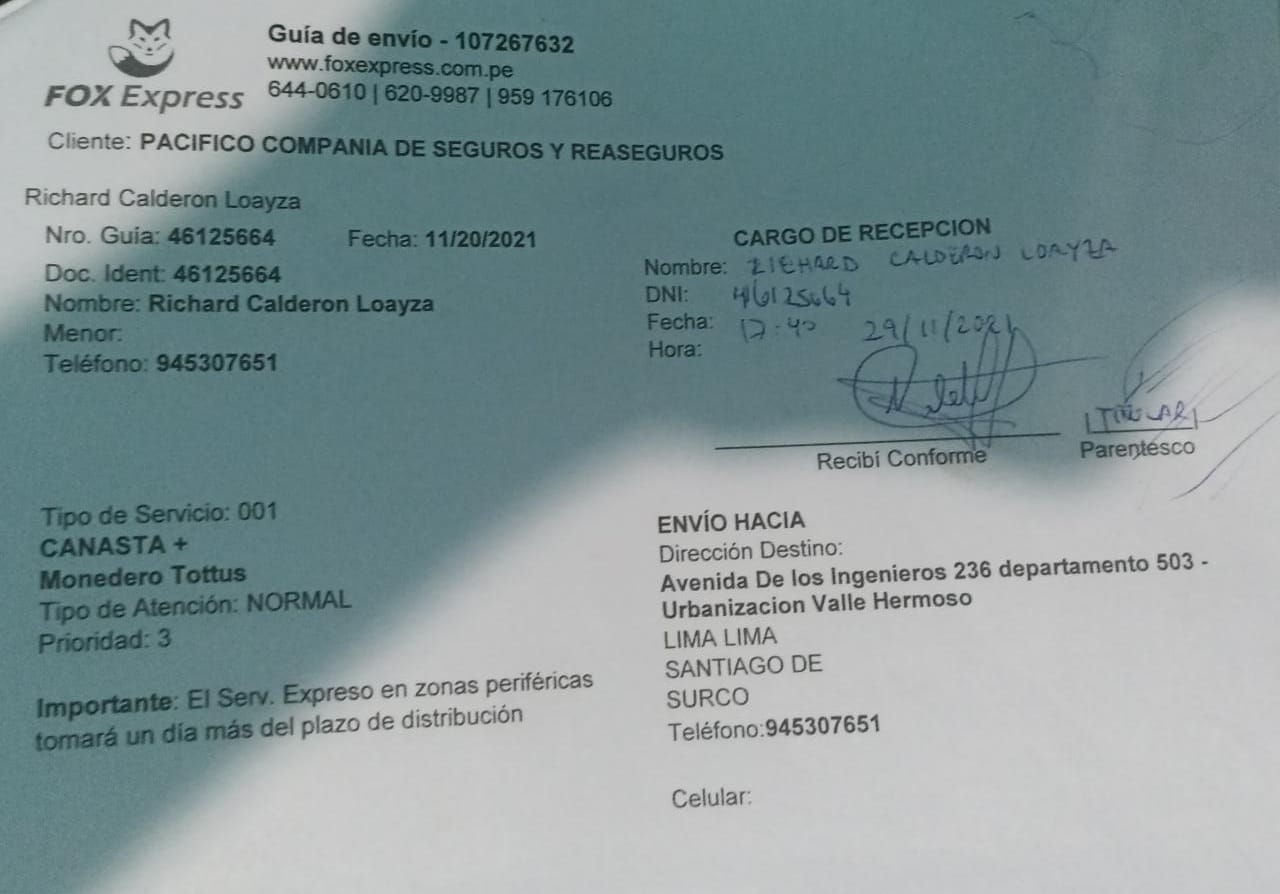 FOX Express
Guía de envío - 107267632
www.foxexpress.com.pe
644-0610 | 620-9987 | 959 176106
Cliente: PACIFICO COMPANIA DE SEGUROS Y REASEGUROS
Richard Calderon Loayza
Nro. Guía: 46125664 Fecha: 11/20/2021
Doc. Ident: 46125664
Nombre: Richard Calderon Loayza
Menor:
Teléfono: 945307651
CARGO DE RECEPCION
Nombre: RICHARD CALDERON LOAYZA
DNI: 46125664
Fecha: 17:40 29/11/2021
Hora:
TITULAR
Recibí Conforme Parentesco
Tipo de Servicio: 001
CANASTA +
Monedero Tottus
Tipo de Atención: NORMAL
Prioridad: 3
Importante: El Serv. Expreso en zonas periféricas
tomará un día más del plazo de distribución
ENVÍO HACIA
Dirección Destino:
Avenida De los Ingenieros 236 departamento 503 -
Urbanizacion Valle Hermoso
LIMA LIMA
SANTIAGO DE
SURCO
Teléfono:945307651
Celular: